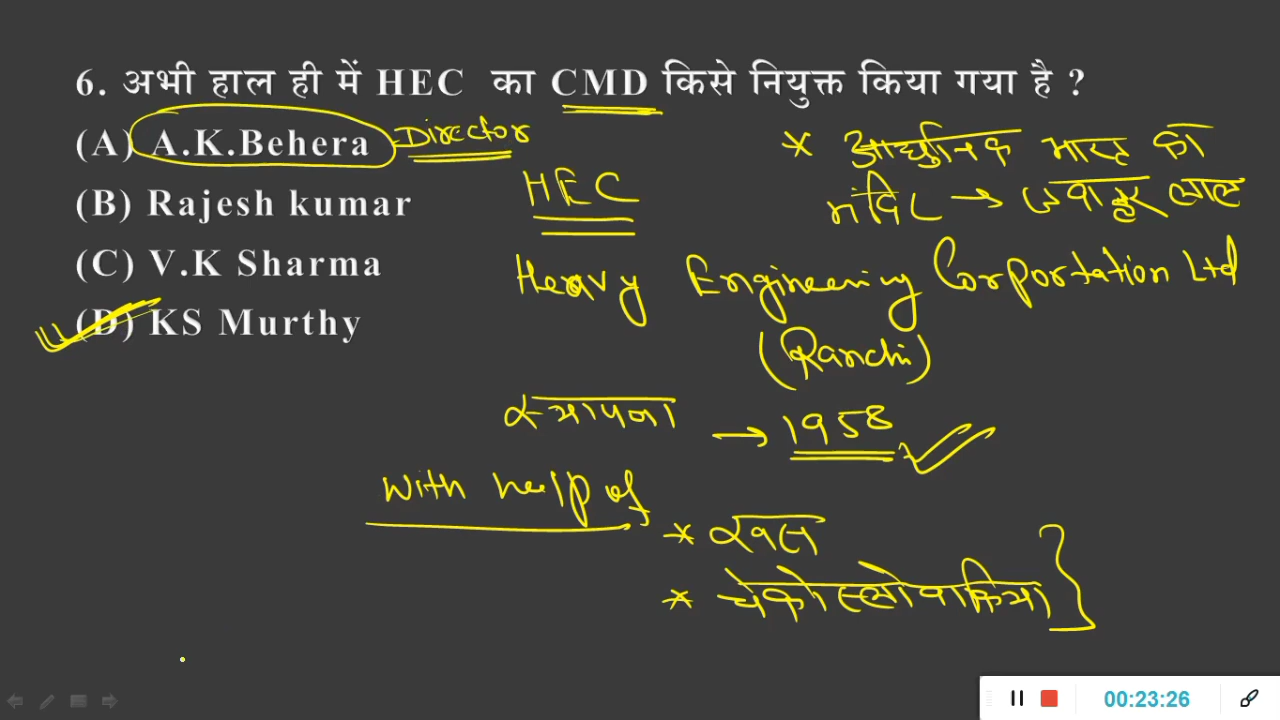 6. अभी हाल ही में HEC का CMD किसे नियुक्त किया गया है ?
(A) A.K.Behera Director
(B) Rajesh kumar
(C) V.K Sharma
(D) KS Murthy
* आधुनिक भारत का
मंदिर → जवाहर लाल
HEC
Heavy Engineering Corportation Ltd
(Ranchi)
स्थापना → 1958
With help of
* रूस
* चेकोस्लोवाकिया
00:23:26